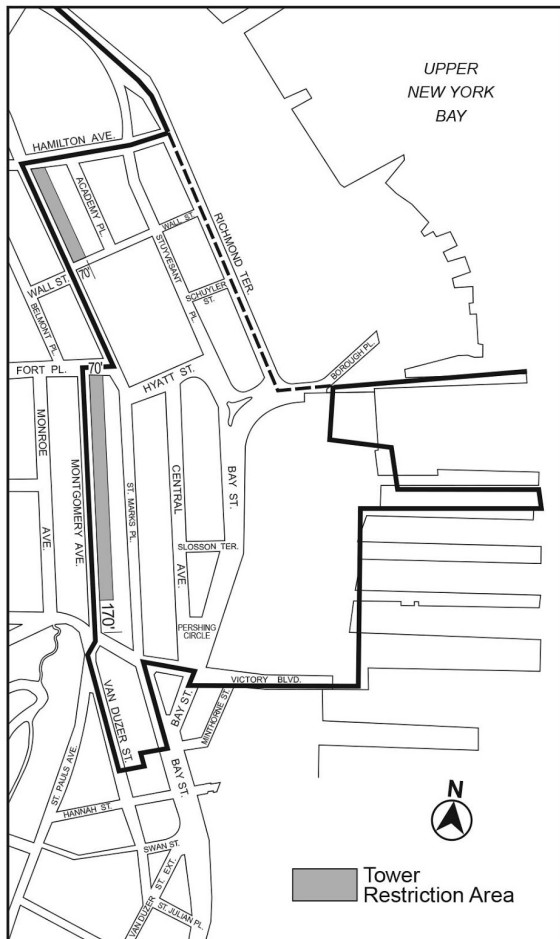 UPPER
NEW YORK
BAY
HAMILTON AVE.
ACADEMY PL.
WALL ST.
RICHMOND TER.
STUYVESANT PL.
SCHUYLER
ST.
70'
WALL ST.
BELMONT PL.
70'
FORT PL.
HYATT ST.
BOROUGH PL.
MONROE AVE.
MONTGOMERY AVE.
ST. MARKS PL.
CENTRAL AVE.
BAY ST.
SLOSSON TER.
170'
PERSHING
CIRCLE
VICTORY BLVD.
VAN DUZER ST.
BAY ST.
MINTHORNE ST.
ST. PAULS AVE.
BAY ST.
HANNAH ST.
SWAN ST.
VAN DUZER ST. EXT.
ST. JULIAN PL.
N
Tower
Restriction Area